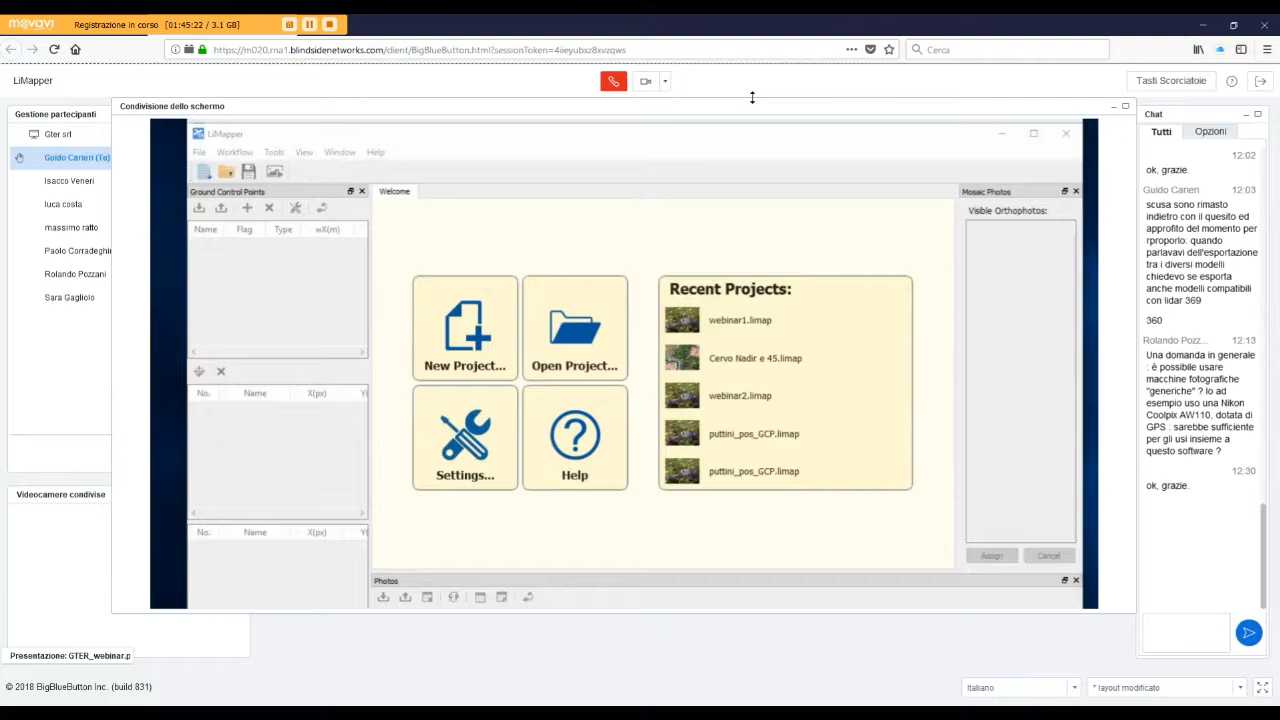 movavi
Registrazione in corso [01:45:22 / 3.1 GB]
https://m020.rna1.blindsidenetworks.com/client/BigBlueButton.html?sessionToken=4iieyubxz8xvzqws
Cerca
LiMapper
Tasti Scorciatoie
Gestione partecipanti
Gter srl
Guido Carieri (Tu)
Isacco Veneri
luca costa
massimo ratto
Paolo Corradeghin
Rolando Pozzani
Sara Gagliolo
Videocamere condivise
Presentazione: GTER_webinar.p
Condivisione dello schermo
LiMapper
File Workflow Tools View Window Help
Ground Control Points
Name Flag Type wX(m)
No. Name X(px) Y(
No. Name X(px) Y(
Welcome
New Project...
Open Project...
Settings...
Help
Recent Projects:
webinar1.limap
Cervo Nadir e 45.limap
webinar2.limap
puttini_pos_GCP.limap
puttini_pos_GCP.limap
Photos
Mosaic Photos
Visible Orthophotos:
Assign Cancel
Chat
Tutti Opzioni
12:02
ok, grazie.
Guido Carieri 12:03
scusa sono rimasto
indietro con il quesito ed
approfito del momento per
rproporlo: quando
parlavavi dell'esportazione
tra i diversi modelli
chiedevo se esporta
anche modelli compatibili
con lidar 369
360
Rolando Pozz... 12:13
Una domanda in generale
: è possibile usare
macchine fotografiche
"generiche" ? Io ad
esempio uso una Nikon
Coolpix AW110, dotata di
GPS : sarebbe sufficiente
per gli usi insieme a
questo software ?
12:30
ok, grazie.
© 2018 BigBlueButton Inc. (build 831)
Italiano
* layout modificato